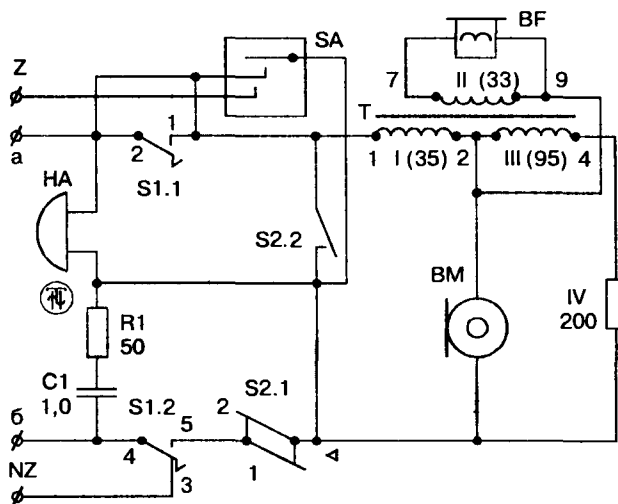 BF
SA
Z
7
II (33)
9
T
а
2
1
1
I (35)
2
III (95)
4
S1.1
HA
S2.2
BM
IV
200
R1
50
C1
1,0
S1.2
S2.1
б
4
5
3
2
1
4
NZ